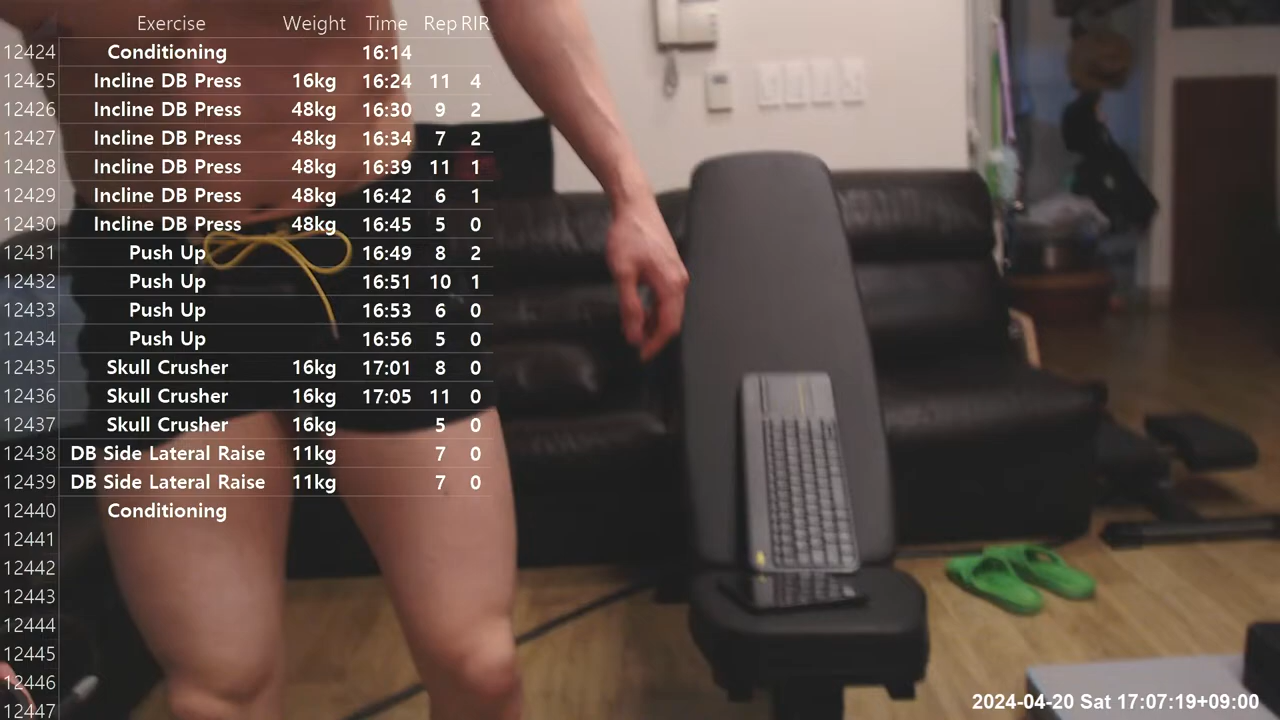 Exercise Weight Time Rep RIR
12424 Conditioning 16:14
12425 Incline DB Press 16kg 16:24 11 4
12426 Incline DB Press 48kg 16:30 9 2
12427 Incline DB Press 48kg 16:34 7 2
12428 Incline DB Press 48kg 16:39 11 1
12429 Incline DB Press 48kg 16:42 6 1
12430 Incline DB Press 48kg 16:45 5 0
12431 Push Up 16:49 8 2
12432 Push Up 16:51 10 1
12433 Push Up 16:53 6 0
12434 Push Up 16:56 5 0
12435 Skull Crusher 16kg 17:01 8 0
12436 Skull Crusher 16kg 17:05 11 0
12437 Skull Crusher 16kg 5 0
12438 DB Side Lateral Raise 11kg 7 0
12439 DB Side Lateral Raise 11kg 7 0
12440 Conditioning
12441
12442
12443
12444
12445
12446
12447
2024-04-20 Sat 17:07:19+09:00